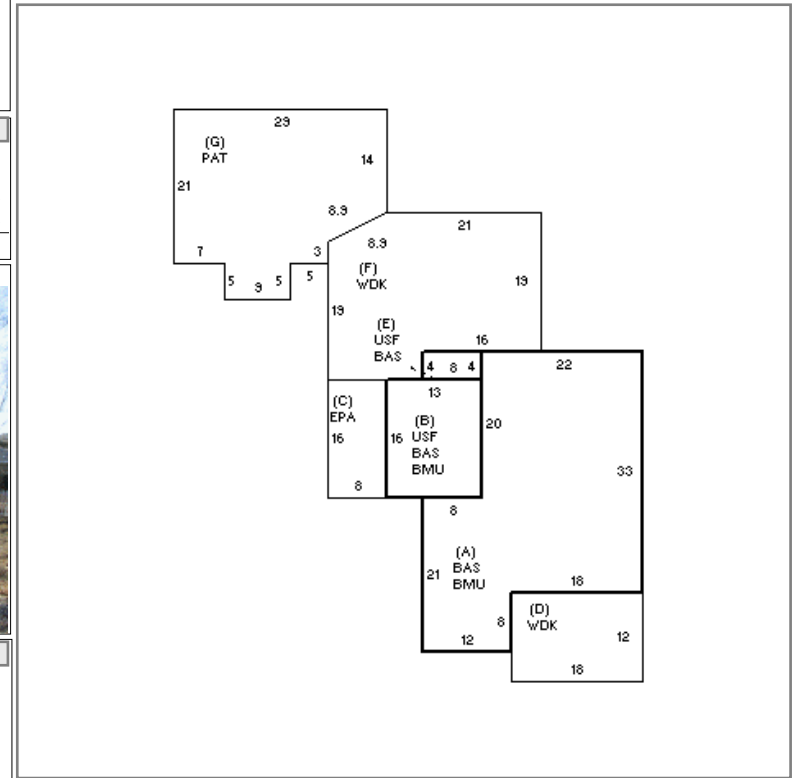 29
(G)
PAT
14
21
8.9
21
7
3
8.9
5
9
5
5
(F)
WDK
19
19
(E)
USF
BAS
16
4
8
4
22
13
(C)
EPA
16
16
(B)
USF
BAS
BMU
20
33
8
8
(A)
BAS
BMU
21
18
8
(D)
WDK
12
12
18